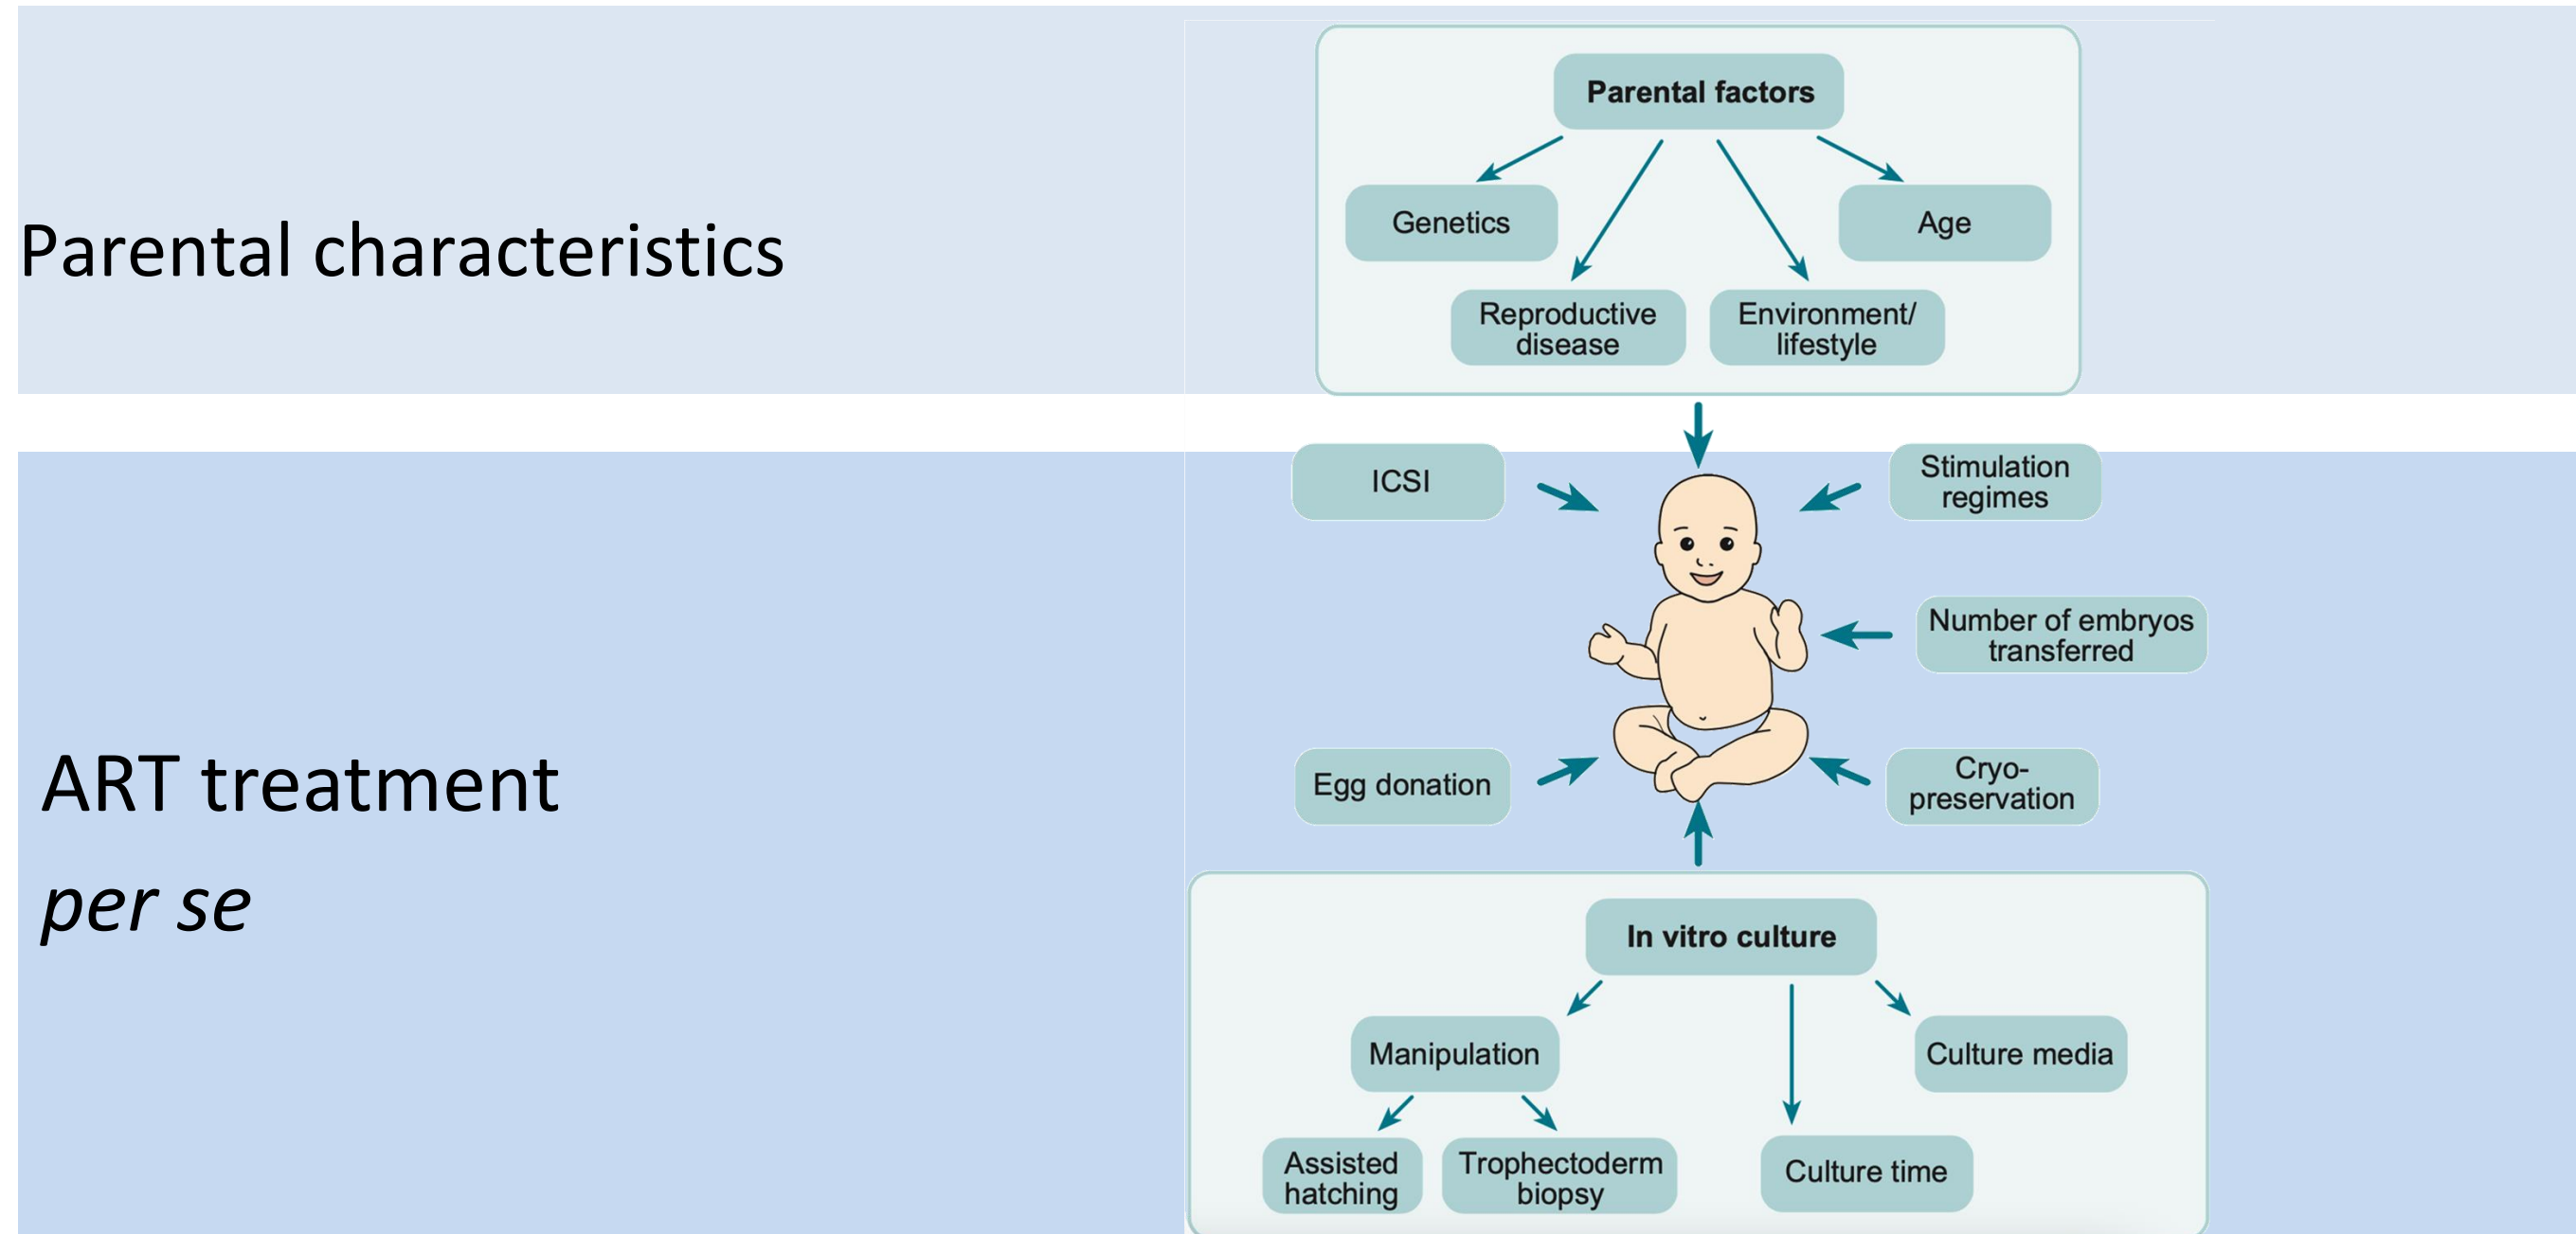 Parental characteristics
Parental factors
Genetics
Age
Reproductive
disease
Environment/
lifestyle
ART treatment
per se
ICSI
Stimulation
regimes
Number of embryos
transferred
Egg donation
Cryo-
preservation
In vitro culture
Manipulation
Culture media
Assisted
hatching
Trophectoderm
biopsy
Culture time